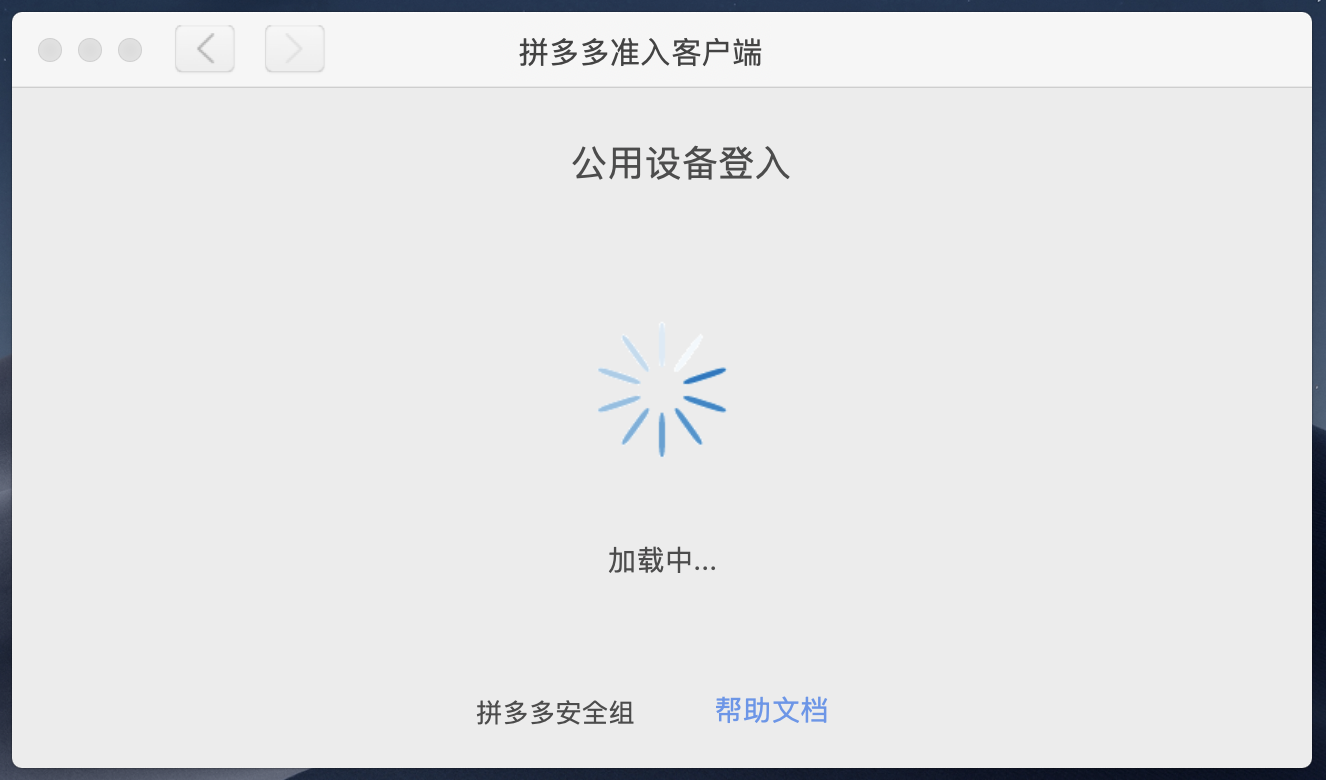 拼多多准入客户端
公用设备登入
加载中...
拼多多安全组 帮助文档